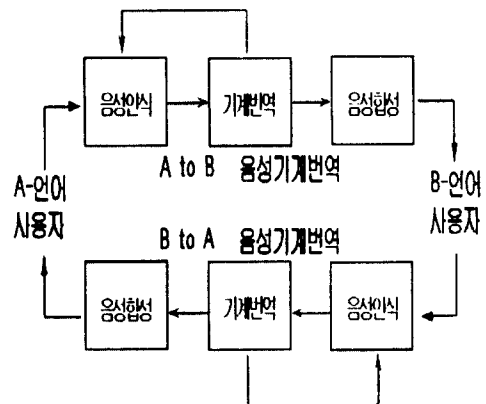 음성인식
기계번역
음성합성
A to B 음성기계번역
A-언어
사용자
B-언어
사용자
B to A 음성기계번역
음성합성
기계번역
음성인식